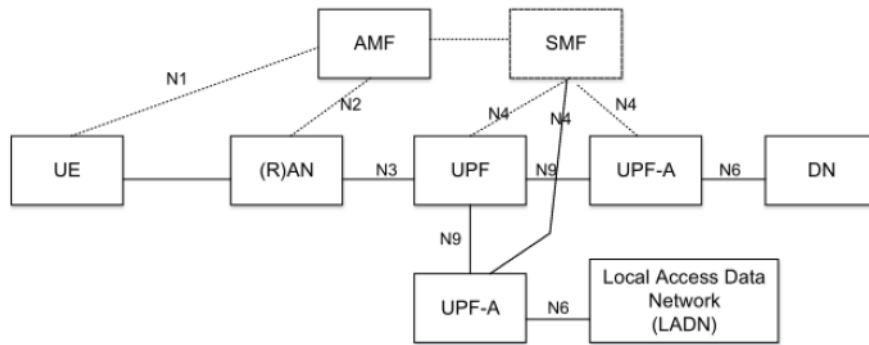 AMF
SMF
N1
N2
N4
N4
N4
UE
(R)AN
N3
UPF
N9
UPF-A
N6
DN
N9
UPF-A
N6
Local Access Data
Network
(LADN)